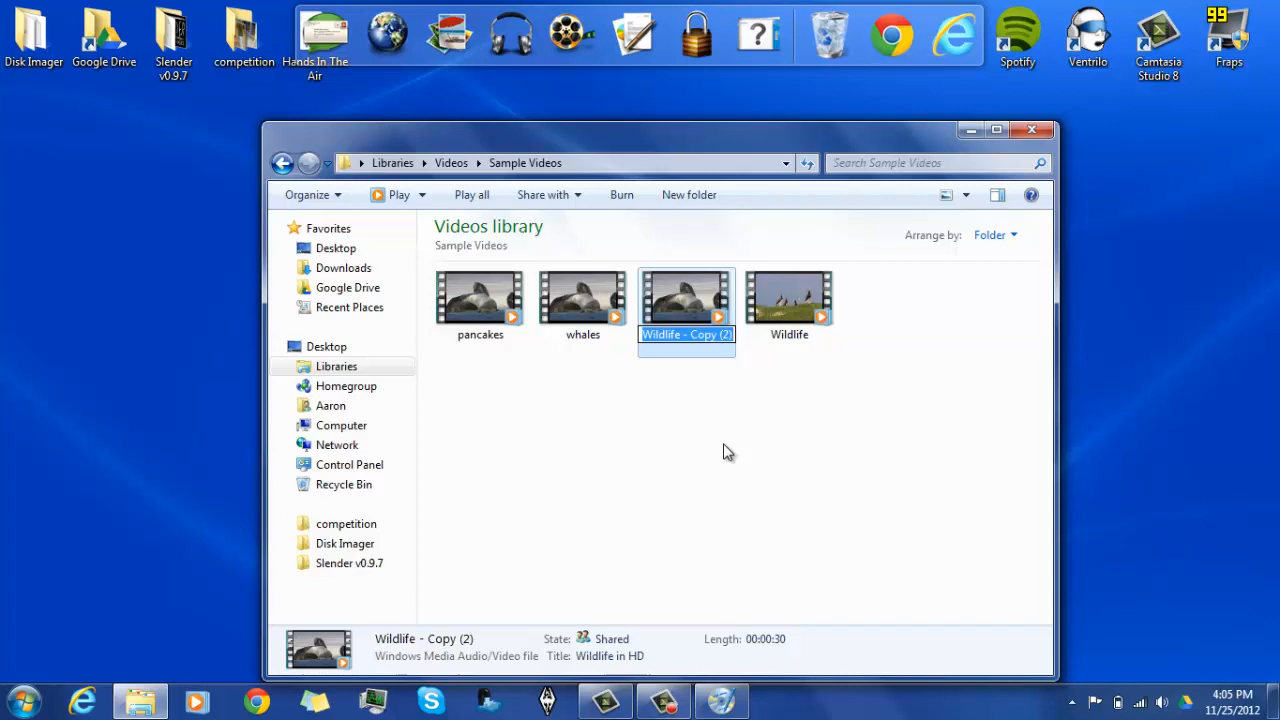 99
Disk Imager
Google Drive
Slender
v0.9.7
competition
Hands In The
Air
Spotify
Ventrilo
Camtasia
Studio 8
Fraps
Libraries
Videos
Sample Videos
Search Sample Videos
Organize
Play
Play all
Share with
Burn
New folder
Favorites
Desktop
Downloads
Google Drive
Recent Places
Desktop
Libraries
Homegroup
Aaron
Computer
Network
Control Panel
Recycle Bin
competition
Disk Imager
Slender v0.9.7
Videos library
Sample Videos
Arrange by: Folder
pancakes
whales
Wildlife - Copy (2)
Wildlife
Wildlife - Copy (2) State: Shared Length: 00:00:30
Windows Media Audio/Video file Title: Wildlife in HD
4:05 PM
11/25/2012